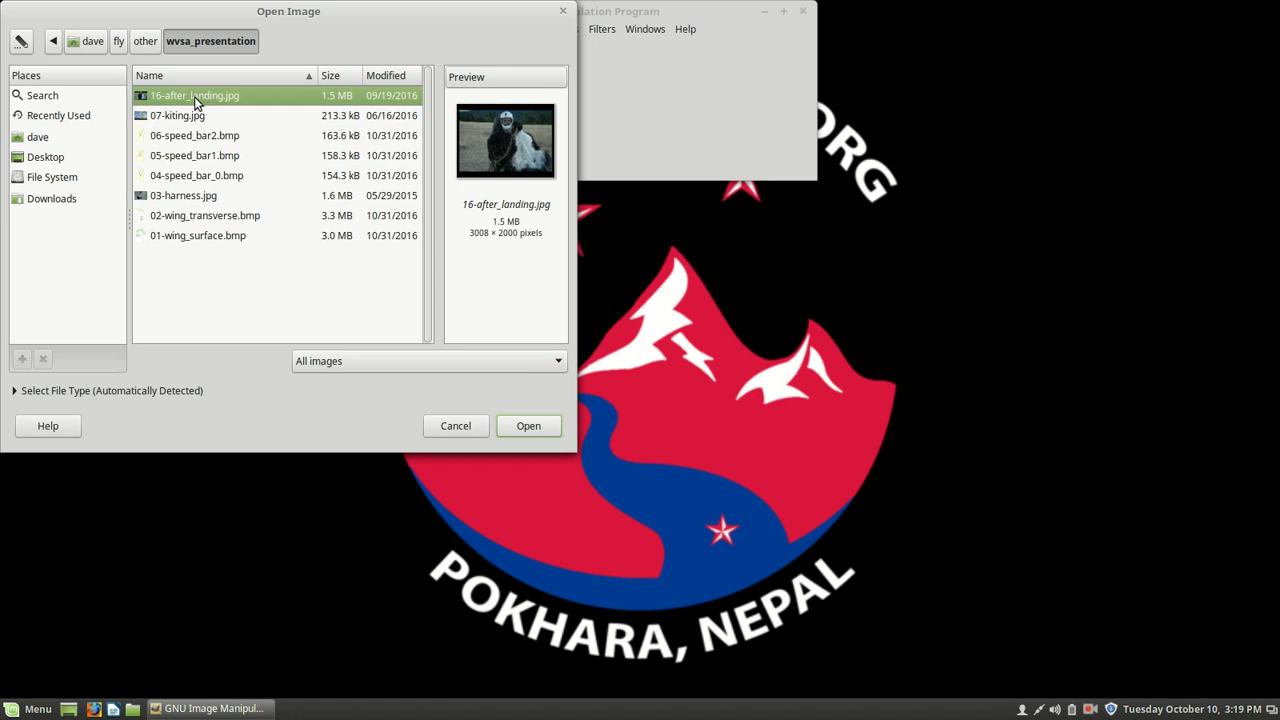 Open Image
ulation Program
dave
fly
other
wvsa_presentation
Filters
Windows
Help
Places
Name
Size
Modified
Preview
Search
Recently Used
dave
Desktop
File System
Downloads
16-after_landing.jpg 1.5 MB 09/19/2016
07-kiting.jpg 213.3 kB 06/16/2016
06-speed_bar2.bmp 163.6 kB 10/31/2016
05-speed_bar1.bmp 158.3 kB 10/31/2016
04-speed_bar_0.bmp 154.3 kB 10/31/2016
03-harness.jpg 1.6 MB 05/29/2015
02-wing_transverse.bmp 3.3 MB 10/31/2016
01-wing_surface.bmp 3.0 MB 10/31/2016
16-after_landing.jpg
1.5 MB
3008 × 2000 pixels
All images
Select File Type (Automatically Detected)
Help
Cancel
Open
ORG
POKHARA, NEPAL
Menu
GNU Image Manipul...
Tuesday October 10, 3:19 PM